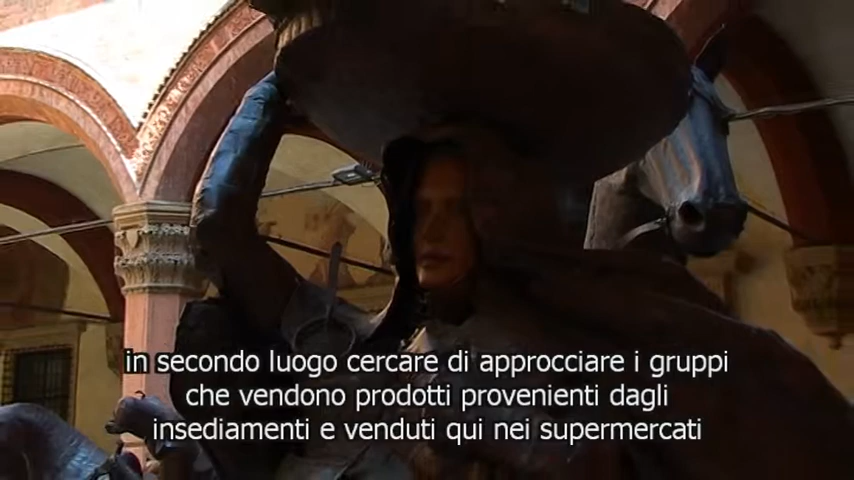 in secondo luogo cercare di approcciare i gruppi
che vendono prodotti provenienti dagli
insediamenti e venduti qui nei supermercati